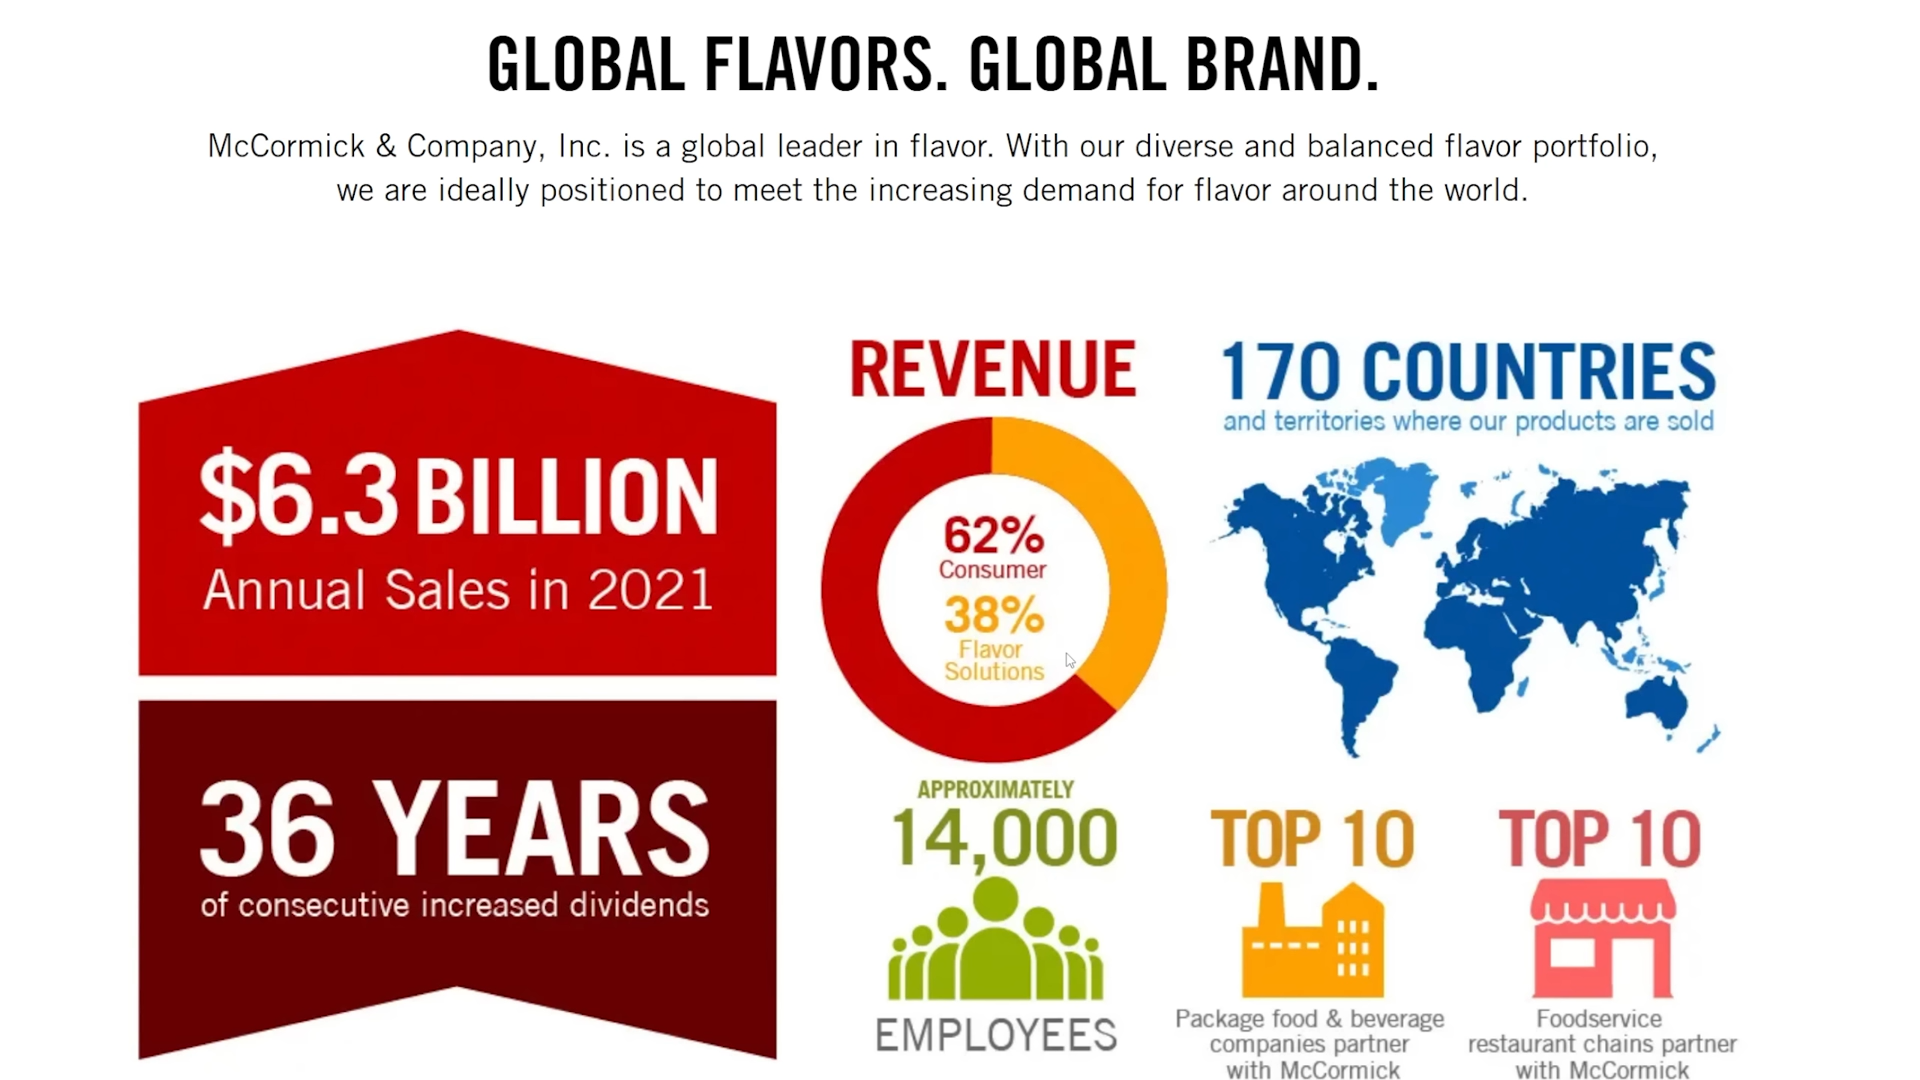 GLOBAL FLAVORS. GLOBAL BRAND.
McCormick & Company, Inc. is a global leader in flavor. With our diverse and balanced flavor portfolio,
we are ideally positioned to meet the increasing demand for flavor around the world.
$6.3 BILLION
Annual Sales in 2021
36 YEARS
of consecutive increased dividends
REVENUE
62%
Consumer
38%
Flavor
Solutions
170 COUNTRIES
and territories where our products are sold
APPROXIMATELY
14,000
EMPLOYEES
TOP 10
Package food & beverage
companies partner
with McCormick
TOP 10
Foodservice
restaurant chains partner
with McCormick